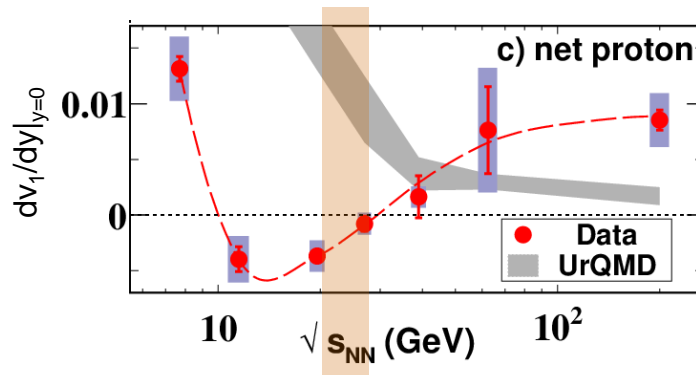 c) net proton
dv₁/dy|y=0
0.01
0
Data
UrQMD
10
10²
√ sNN (GeV)